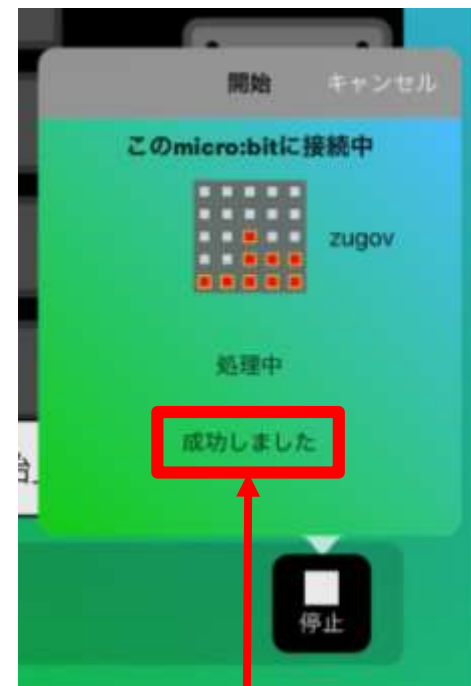 開始 キャンセル
このmicro:bitに接続中
zugov
処理中
成功しました
停止